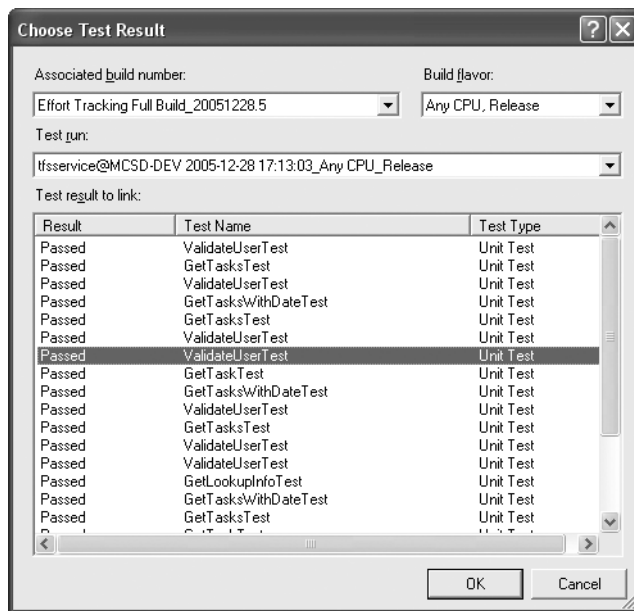 Choose Test Result
Associated build number: Build flavor:
Effort Tracking Full Build_20051228.5 Any CPU, Release
Test run:
tfsservice@MCSD-DEV 2005-12-28 17:13:03_Any CPU_Release
Test result to link:
Result Test Name Test Type
Passed ValidateUserTest Unit Test
Passed GetTasksTest Unit Test
Passed ValidateUserTest Unit Test
Passed GetTasksWithDateTest Unit Test
Passed GetTasksTest Unit Test
Passed ValidateUserTest Unit Test
Passed ValidateUserTest Unit Test
Passed GetTaskTest Unit Test
Passed GetTasksWithDateTest Unit Test
Passed ValidateUserTest Unit Test
Passed GetTasksTest Unit Test
Passed ValidateUserTest Unit Test
Passed ValidateUserTest Unit Test
Passed GetLookupInfoTest Unit Test
Passed GetTasksWithDateTest Unit Test
Passed GetTasksTest Unit Test
OK Cancel